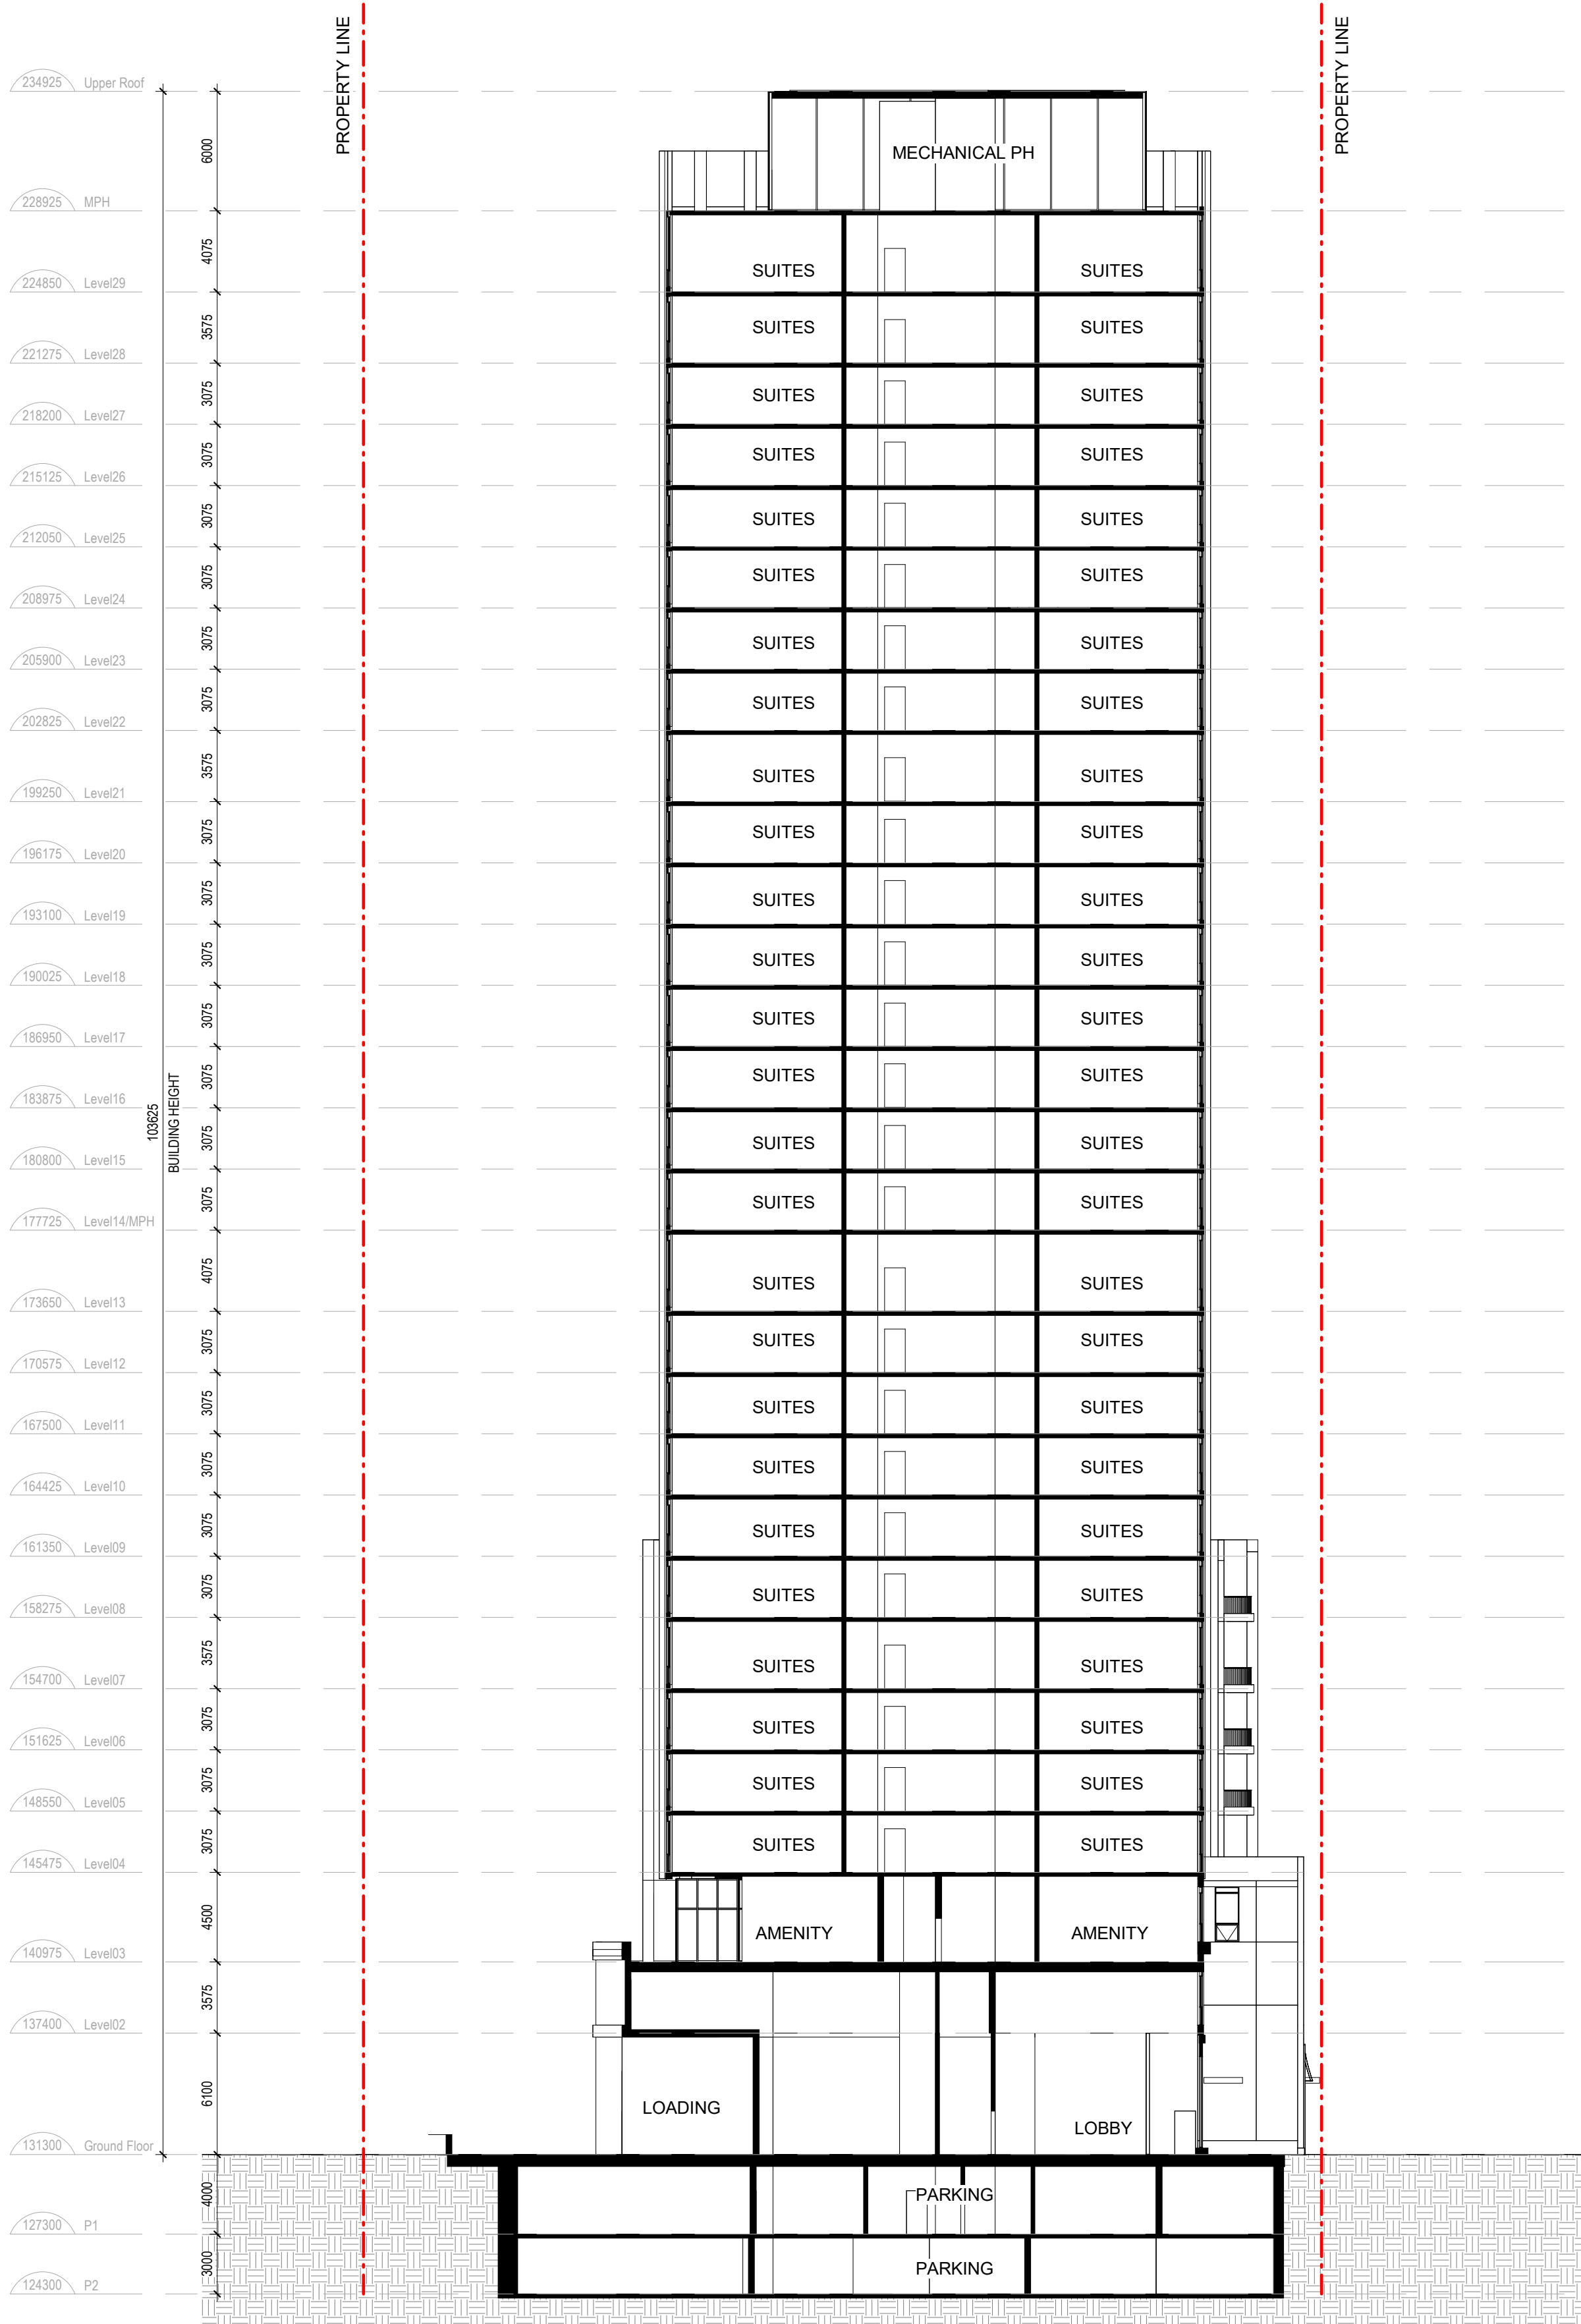 PROPERTY LINE
PROPERTY LINE
234925 Upper Roof
6000
MECHANICAL PH
228925 MPH
4075
SUITES SUITES
224850 Level29
3575
SUITES SUITES
221275 Level28
3075
SUITES SUITES
218200 Level27
3075
SUITES SUITES
215125 Level26
3075
SUITES SUITES
212050 Level25
3075
SUITES SUITES
208975 Level24
3075
SUITES SUITES
205900 Level23
3075
SUITES SUITES
202825 Level22
3575
SUITES SUITES
199250 Level21
3075
SUITES SUITES
196175 Level20
3075
SUITES SUITES
193100 Level19
3075
SUITES SUITES
190025 Level18
3075
SUITES SUITES
186950 Level17
3075
SUITES SUITES
183875 Level16
103625
BUILDING HEIGHT
3075
SUITES SUITES
180800 Level15
3075
SUITES SUITES
177725 Level14/MPH
4075
SUITES SUITES
173650 Level13
3075
SUITES SUITES
170575 Level12
3075
SUITES SUITES
167500 Level11
3075
SUITES SUITES
164425 Level10
3075
SUITES SUITES
161350 Level09
3075
SUITES SUITES
158275 Level08
3575
SUITES SUITES
154700 Level07
3075
SUITES SUITES
151625 Level06
3075
SUITES SUITES
148550 Level05
3075
SUITES SUITES
145475 Level04
4500
AMENITY AMENITY
140975 Level03
3575
137400 Level02
6100
LOADING
LOBBY
131300 Ground Floor
4000
PARKING
127300 P1
3000
PARKING
124300 P2